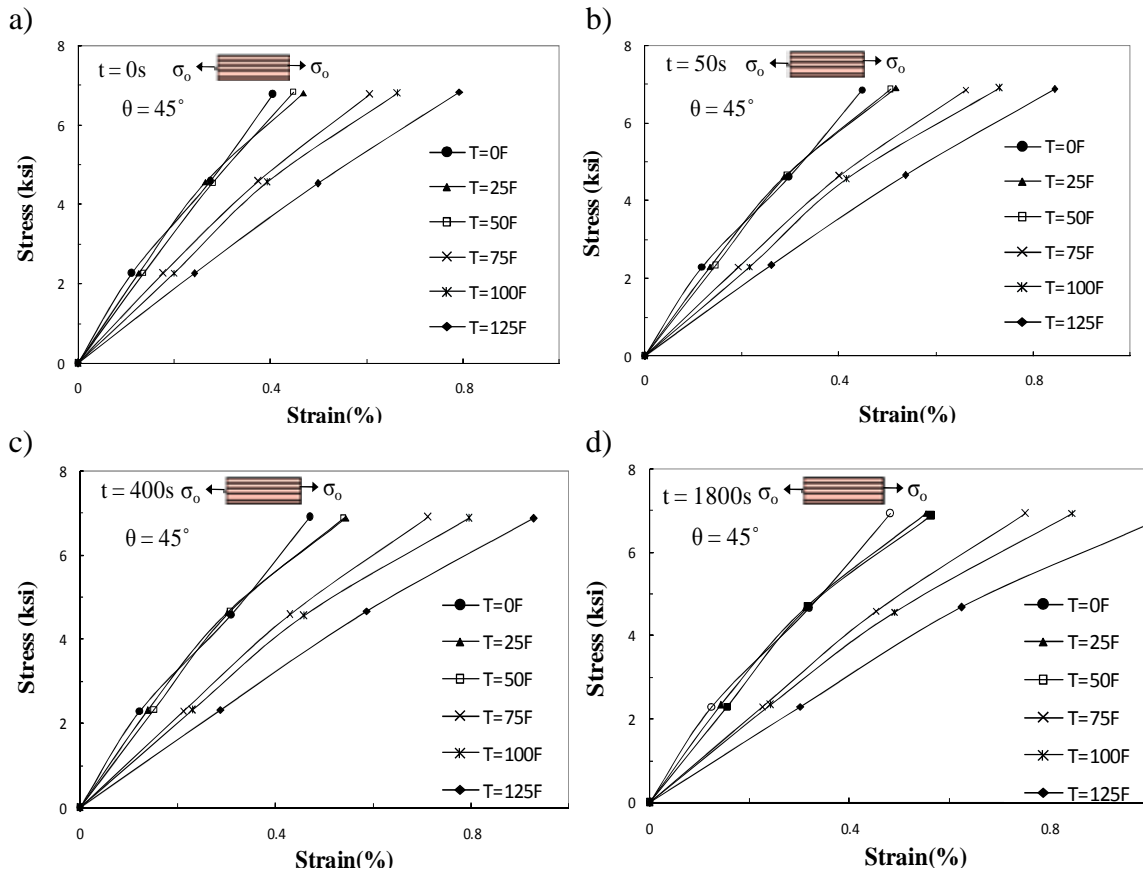 a)
t = 0s σo σo
θ = 45°
Stress (ksi)
8
6
4
2
0
0 0.4 0.8
Strain(%)
T=0F
T=25F
T=50F
T=75F
T=100F
T=125F
b)
t = 50s σo σo
θ = 45°
Stress (ksi)
8
6
4
2
0
0 0.4 0.8
Strain(%)
T=0F
T=25F
T=50F
T=75F
T=100F
T=125F
c)
t = 400s σo σo
θ = 45°
Stress (ksi)
8
6
4
2
0
0 0.4 0.8
Strain(%)
T=0F
T=25F
T=50F
T=75F
T=100F
T=125F
d)
t = 1800s σo σo
θ = 45°
Stress (ksi)
8
6
4
2
0
0 0.4 0.8
Strain(%)
T=0F
T=25F
T=50F
T=75F
T=100F
T=125F